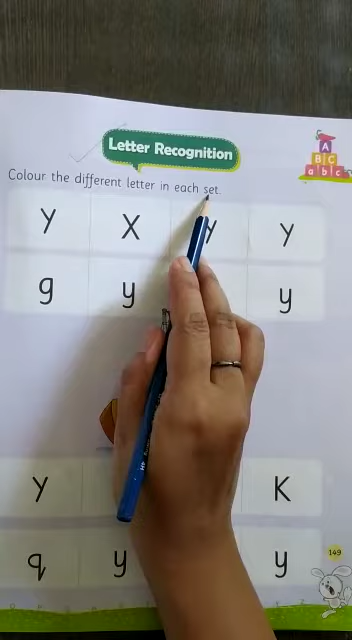 Letter Recognition
A
B C
a b c
Colour the different letter in each set.
Y X Y Y
g y y
Y K
q y y
149